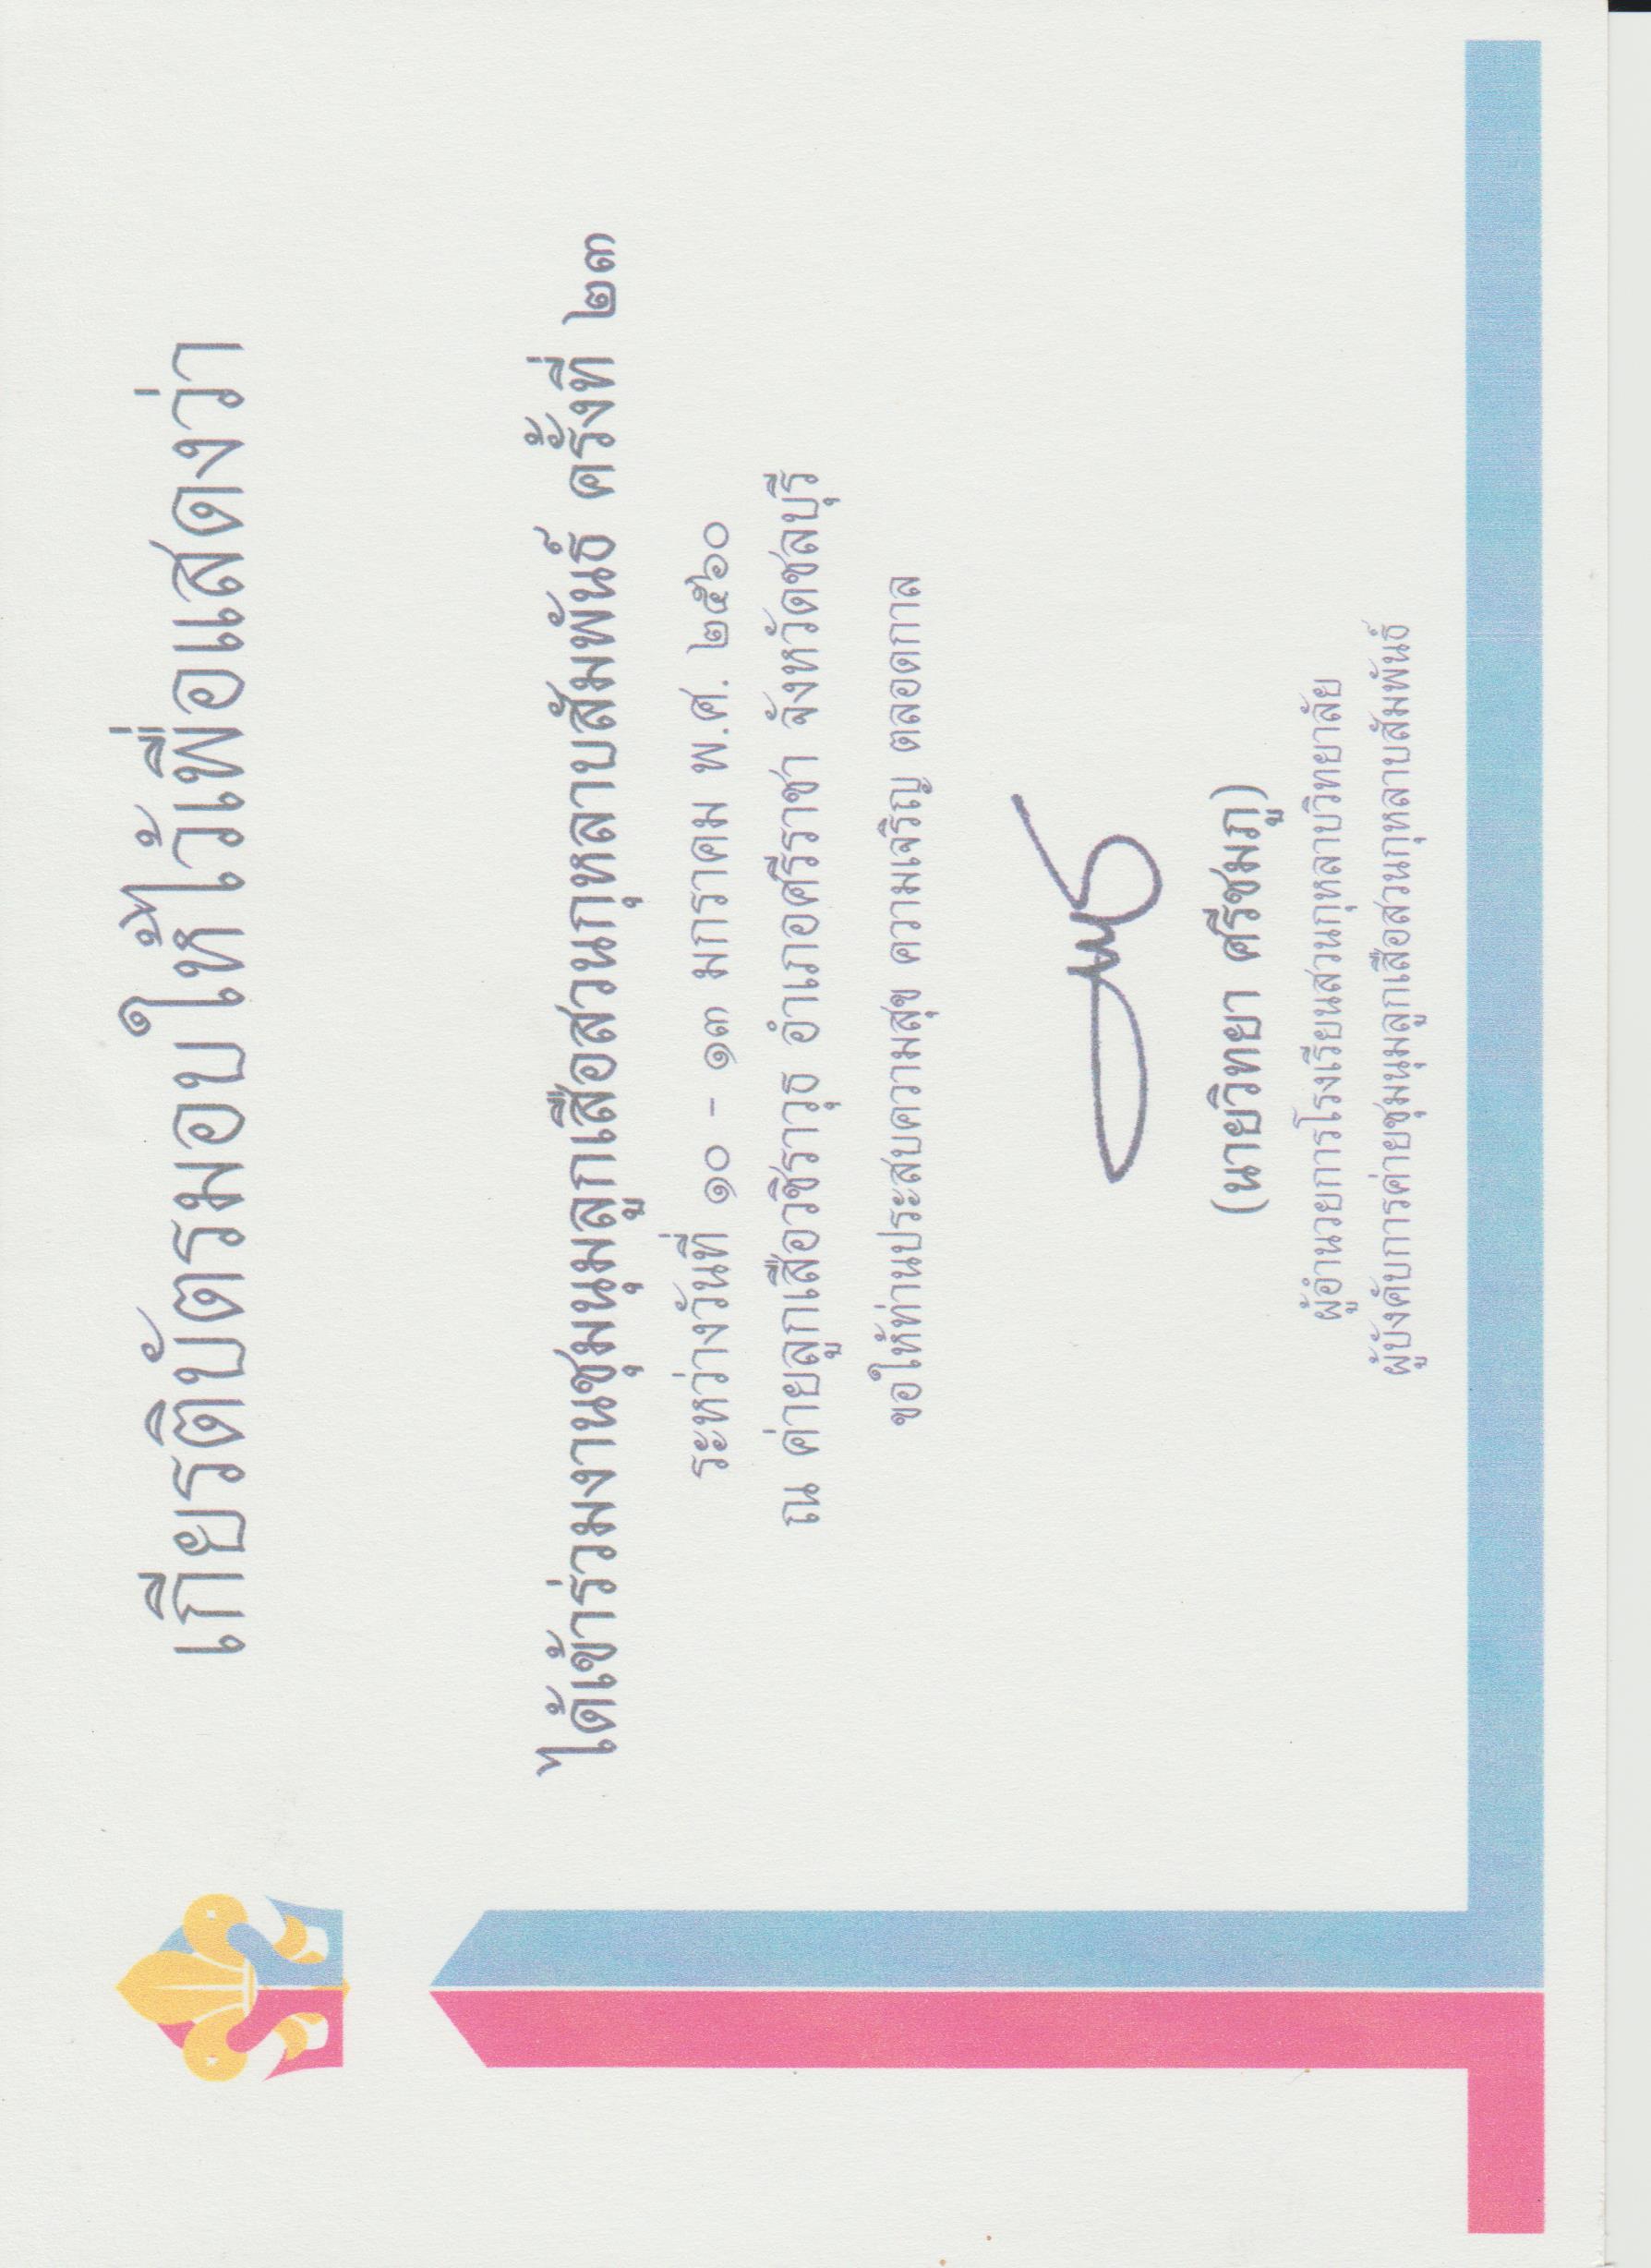 เกียรติบัตรมอบให้ไว้เพื่อแสดงว่า
ได้เข้าร่วมงานชุมนุมลูกเสือสวนกุหลาบสัมพันธ์ ครั้งที่ ๒๓
ระหว่างวันที่ ๑๐ - ๑๓ มกราคม พ.ศ. ๒๕๖๐
ณ ค่ายลูกเสือวชิราวุธ อำเภอศรีราชา จังหวัดชลบุรี
ขอให้ท่านประสบความสุข ความเจริญ ตลอดกาล
(นายวิทยา ศรีชมภู)
ผู้อำนวยการโรงเรียนสวนกุหลาบวิทยาลัย
ผู้บังคับการค่ายชุมนุมลูกเสือสวนกุหลาบสัมพันธ์